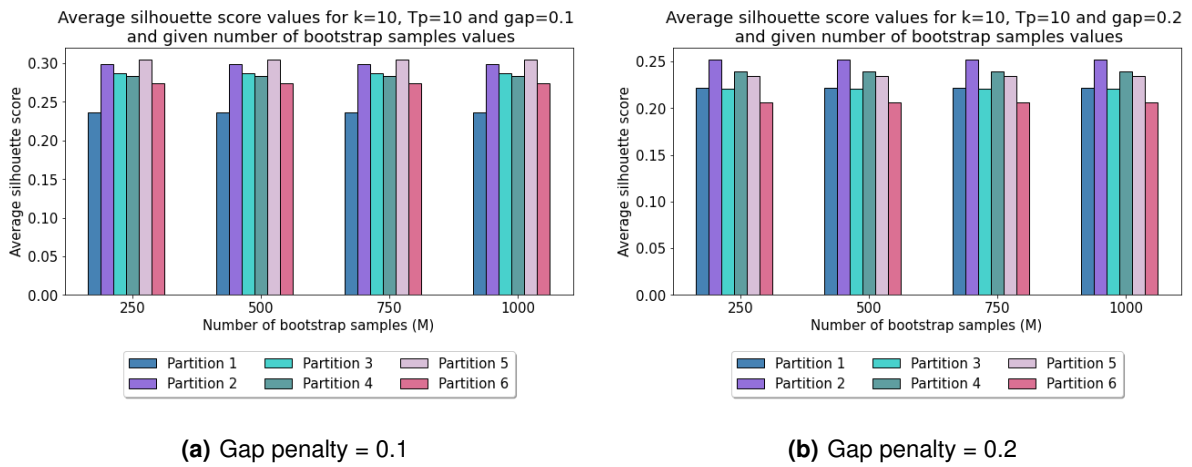 Average silhouette score values for k=10, Tp=10 and gap=0.1
and given number of bootstrap samples values
Average silhouette score
0.30
0.25
0.20
0.15
0.10
0.05
0.00
250 500 750 1000
Number of bootstrap samples (M)
Partition 1 Partition 3 Partition 5
Partition 2 Partition 4 Partition 6
(a) Gap penalty = 0.1
Average silhouette score values for k=10, Tp=10 and gap=0.2
and given number of bootstrap samples values
Average silhouette score
0.25
0.20
0.15
0.10
0.05
0.00
250 500 750 1000
Number of bootstrap samples (M)
Partition 1 Partition 3 Partition 5
Partition 2 Partition 4 Partition 6
(b) Gap penalty = 0.2